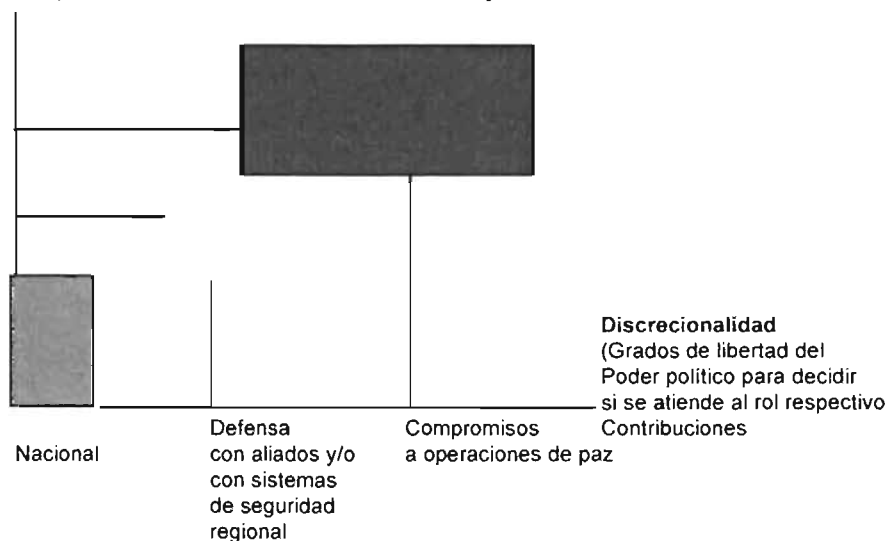 Discrecionalidad
(Grados de libertad del
Poder político para decidir
si se atiende al rol respectivo
Nacional
Defensa
con aliados y/o
con sistemas
de seguridad
regional
Compromisos
a operaciones de paz
Contribuciones